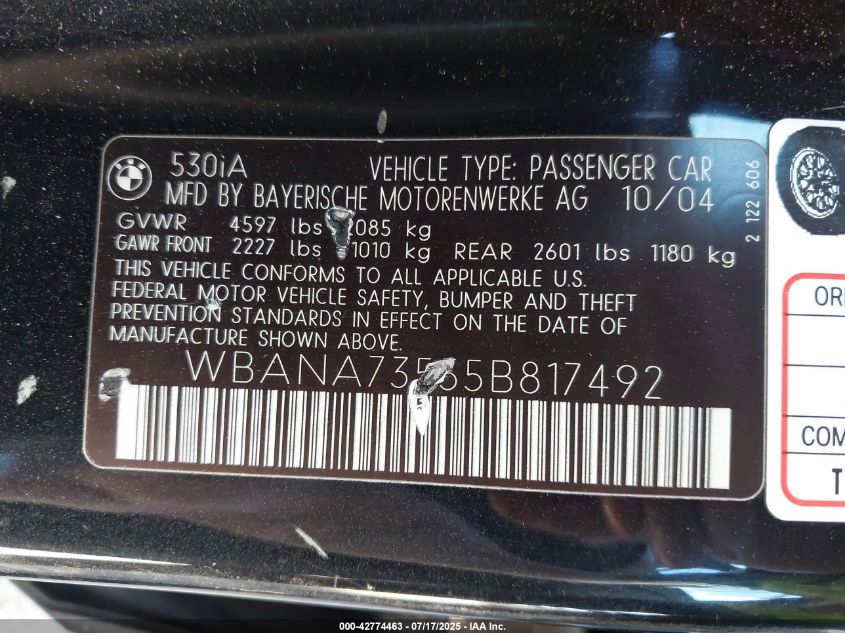 530iA VEHICLE TYPE: PASSENGER CAR
MFD BY BAYERISCHE MOTORENWERKE AG 10/04
GVWR 4597 lbs 2085 kg
GAWR FRONT 2227 lbs 1010 kg REAR 2601 lbs 1180 kg
THIS VEHICLE CONFORMS TO ALL APPLICABLE U.S.
FEDERAL MOTOR VEHICLE SAFETY, BUMPER AND THEFT
PREVENTION STANDARDS IN EFFECT ON THE DATE OF
MANUFACTURE SHOWN ABOVE.
WBANA73555B817492
2 122 606
000-42774463 - 07/17/2025 - IAA Inc.